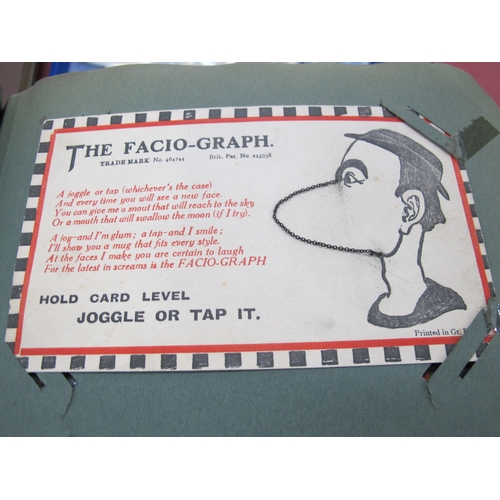 THE FACIO-GRAPH.
TRADE MARK No. 464744 Brit. Pat. No. 243038
A joggle or tap (whichever's the case)
And every time you will see a new face.
You can give me a snout that will reach to the sky,
Or a mouth that will swallow the moon (if I try).
A jog-and I'm glum; a tap-and I smile;
I'll show you a mug that fits every style.
At the faces I make you are certain to laugh
For the latest in screams is the FACIO-GRAPH
HOLD CARD LEVEL
JOGGLE OR TAP IT.
Printed in Gt.